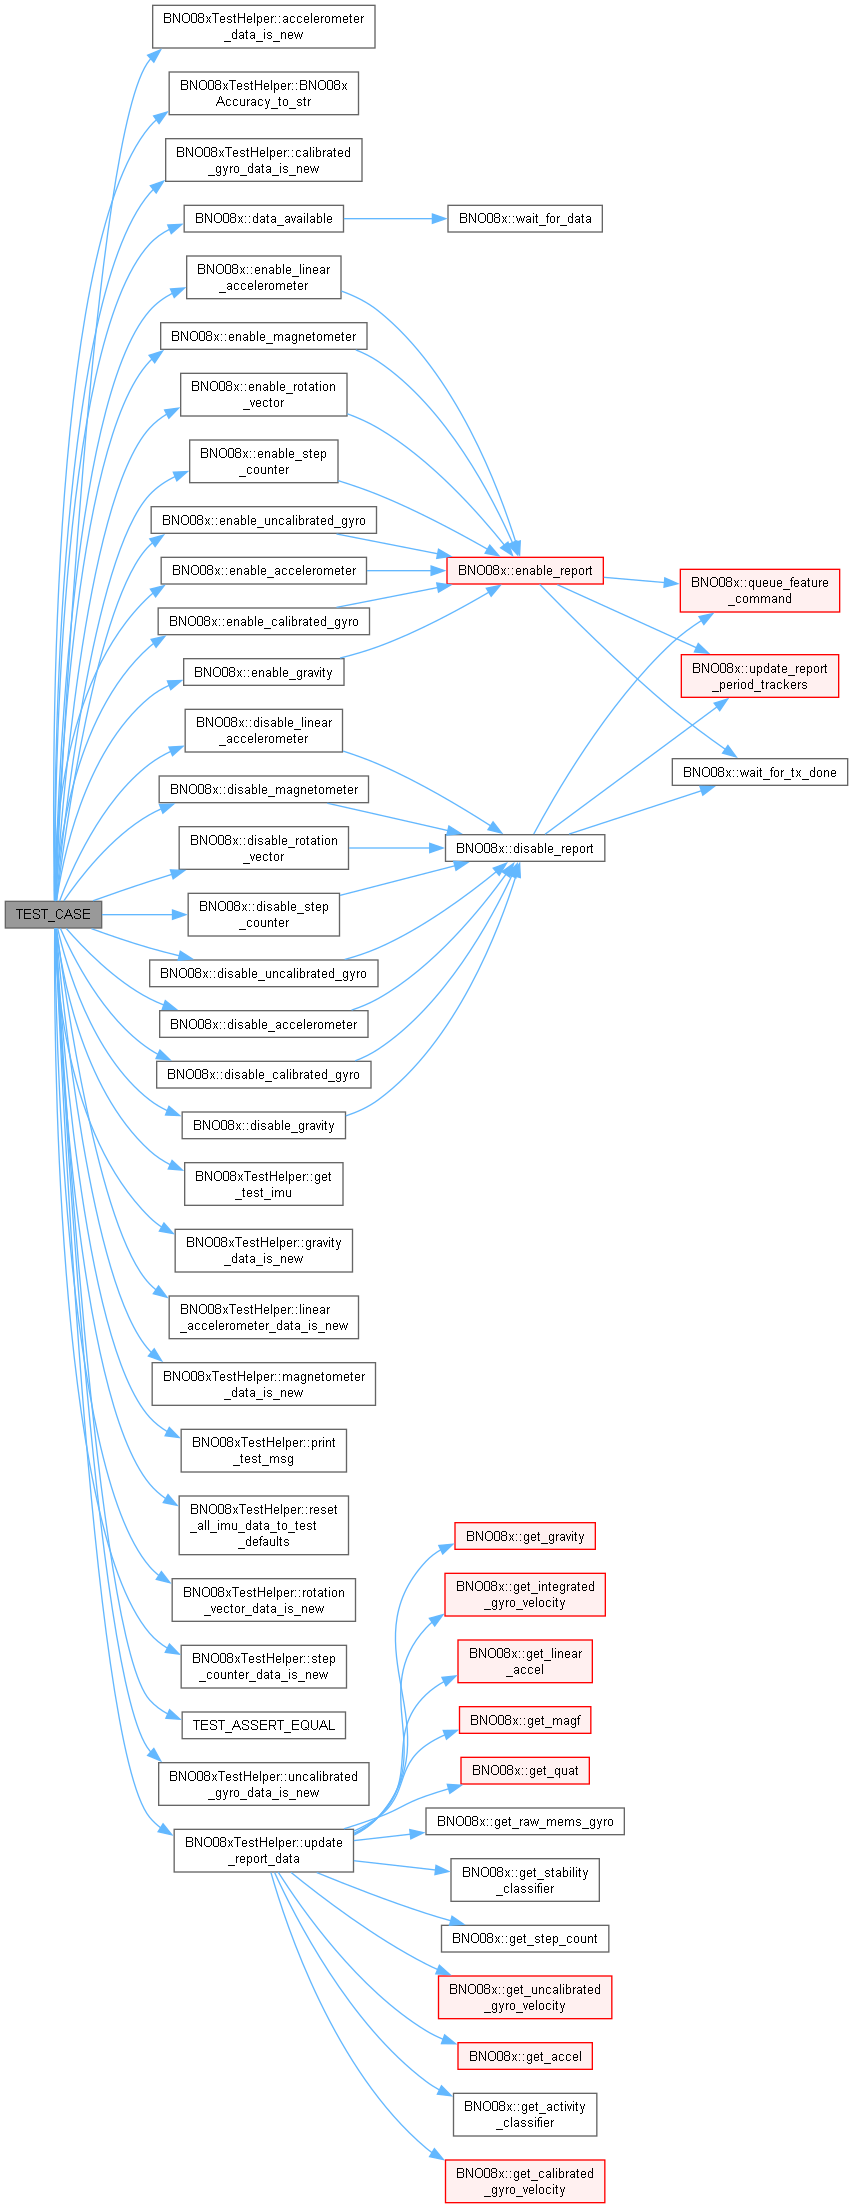 BNO08xTestHelper::accelerometer
_data_is_new
BNO08xTestHelper::BNO08x
Accuracy_to_str
BNO08xTestHelper::calibrated
_gyro_data_is_new
BNO08x::data_available
BNO08x::wait_for_data
BNO08x::enable_linear
_accelerometer
BNO08x::enable_magnetometer
BNO08x::enable_rotation
_vector
BNO08x::enable_step
_counter
BNO08x::enable_uncalibrated_gyro
BNO08x::enable_accelerometer
BNO08x::enable_report
BNO08x::queue_feature
_command
BNO08x::enable_calibrated_gyro
BNO08x::enable_gravity
BNO08x::update_report
_period_trackers
BNO08x::disable_linear
_accelerometer
BNO08x::wait_for_tx_done
BNO08x::disable_magnetometer
BNO08x::disable_rotation
_vector
BNO08x::disable_report
TEST_CASE
BNO08x::disable_step
_counter
BNO08x::disable_uncalibrated_gyro
BNO08x::disable_accelerometer
BNO08x::disable_calibrated_gyro
BNO08x::disable_gravity
BNO08xTestHelper::get
_test_imu
BNO08xTestHelper::gravity
_data_is_new
BNO08xTestHelper::linear
_accelerometer_data_is_new
BNO08xTestHelper::magnetometer
_data_is_new
BNO08xTestHelper::print
_test_msg
BNO08xTestHelper::reset
_all_imu_data_to_test
_defaults
BNO08xTestHelper::rotation
_vector_data_is_new
BNO08xTestHelper::step
_counter_data_is_new
TEST_ASSERT_EQUAL
BNO08xTestHelper::uncalibrated
_gyro_data_is_new
BNO08xTestHelper::update
_report_data
BNO08x::get_gravity
BNO08x::get_integrated
_gyro_velocity
BNO08x::get_linear
_accel
BNO08x::get_magf
BNO08x::get_quat
BNO08x::get_raw_mems_gyro
BNO08x::get_stability
_classifier
BNO08x::get_step_count
BNO08x::get_uncalibrated
_gyro_velocity
BNO08x::get_accel
BNO08x::get_activity
_classifier
BNO08x::get_calibrated
_gyro_velocity